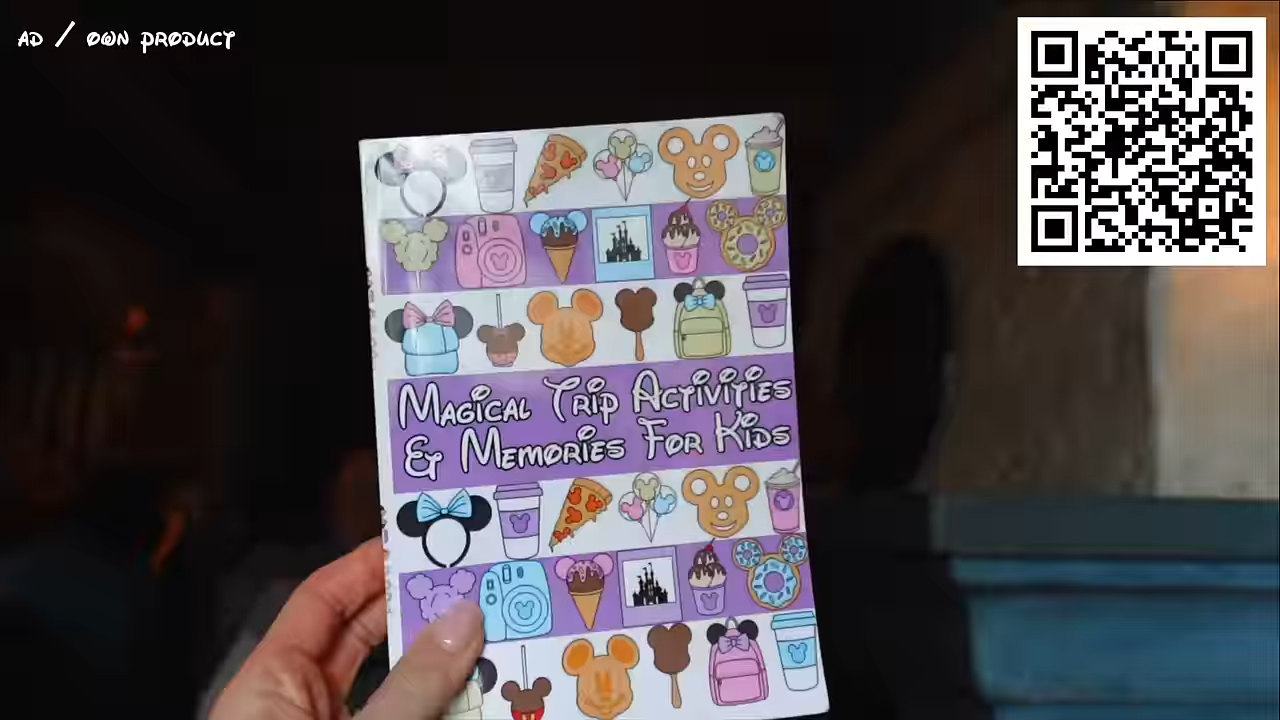 AD / OWN PRODUCT
MAGICAL TRIP ACTIVITIES
& MEMORIES FOR KIDS